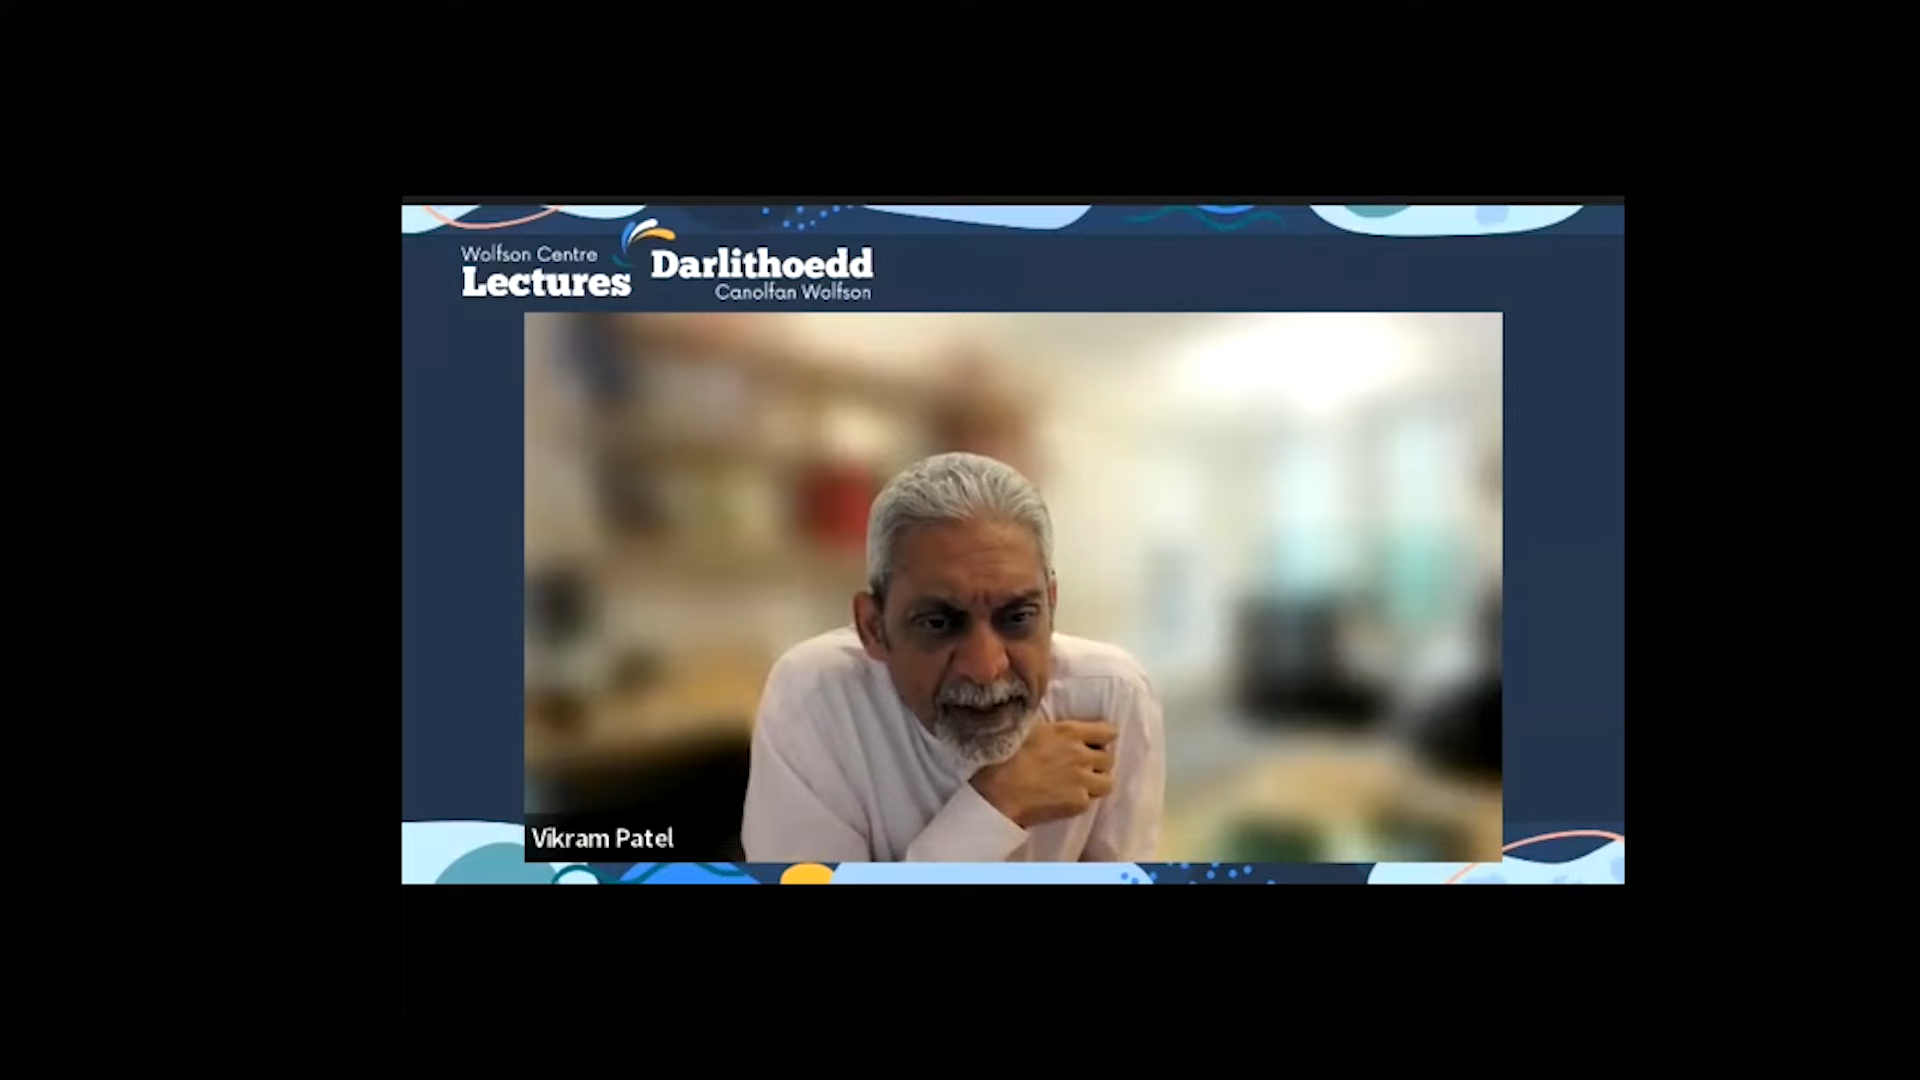 Wolfson Centre
Lectures
Darlithoedd
Canolfan Wolfson
Vikram Patel